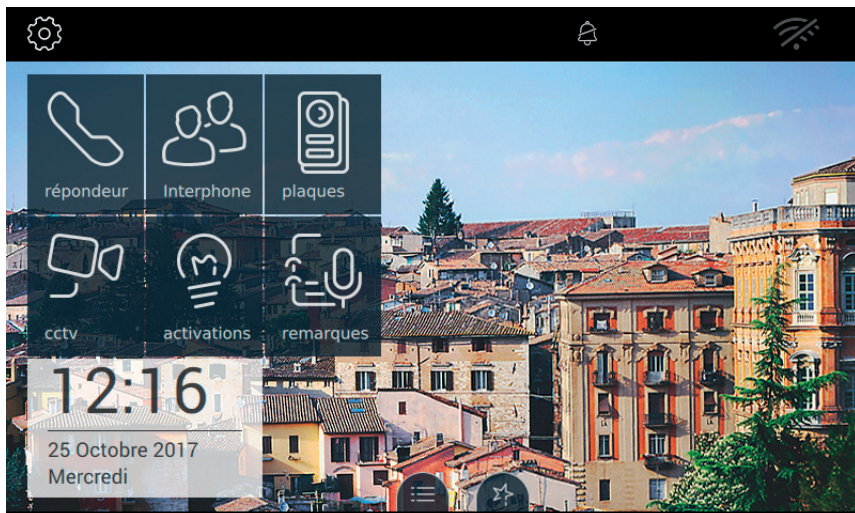 répondeur Interphone plaques
cctv activations remarques
12:16
25 Octobre 2017
Mercredi